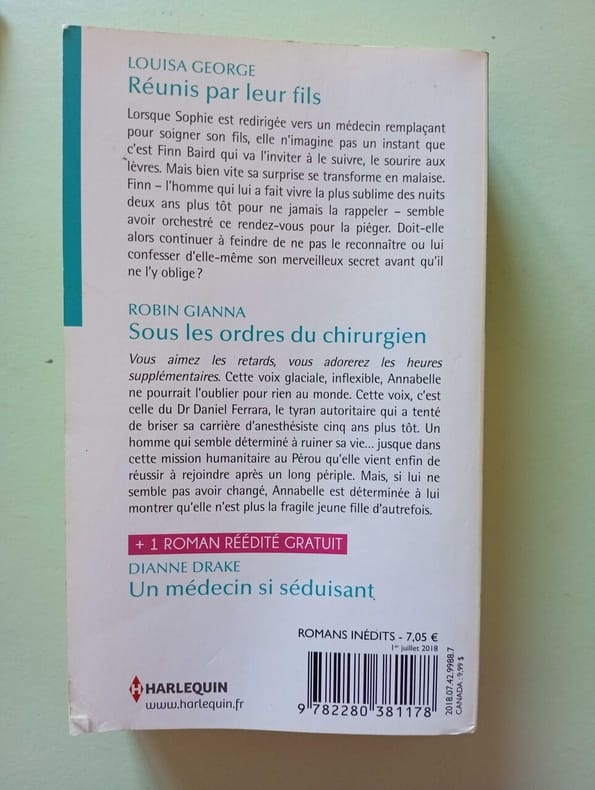 LOUISA GEORGE
Réunis par leur fils
Lorsque Sophie est redirigée vers un médecin remplaçant
pour soigner son fils, elle n'imagine pas un instant que
c'est Finn Baird qui va l'inviter à le suivre, le sourire aux
lèvres. Mais bien vite sa surprise se transforme en malaise.
Finn – l'homme qui lui a fait vivre la plus sublime des nuits
deux ans plus tôt pour ne jamais la rappeler – semble
avoir orchestré ce rendez-vous pour la piéger. Doit-elle
alors continuer à feindre de ne pas le reconnaître ou lui
confesser d'elle-même son merveilleux secret avant qu'il
ne l'y oblige ?
ROBIN GIANNA
Sous les ordres du chirurgien
Vous aimez les retards, vous adorerez les heures
supplémentaires. Cette voix glaciale, inflexible, Annabelle
ne pourrait l'oublier pour rien au monde. Cette voix, c'est
celle du Dr Daniel Ferrara, le tyran autoritaire qui a tenté
de briser sa carrière d'anesthésiste cinq ans plus tôt. Un
homme qui semble déterminé à ruiner sa vie... jusque dans
cette mission humanitaire au Pérou qu'elle vient enfin de
réussir à rejoindre après un long périple. Mais, si lui ne
semble pas avoir changé, Annabelle est déterminée à lui
montrer qu'elle n'est plus la fragile jeune fille d'autrefois.
+ 1 ROMAN RÉÉDITÉ GRATUIT
DIANNE DRAKE
Un médecin si séduisant
ROMANS INÉDITS - 7,05 €
1er juillet 2018
HARLEQUIN
www.harlequin.fr
9 782280 381178
2018.07.42.9988.7
CANADA : 9,99 $